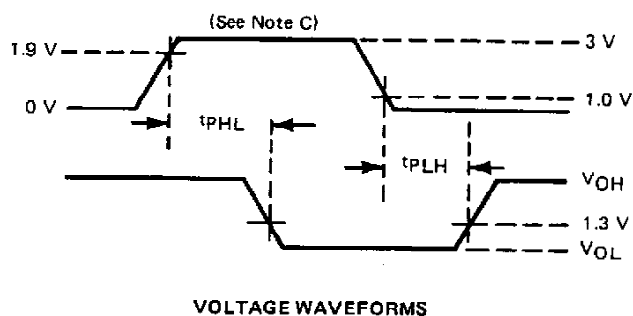 (See Note C)
1.9 V
3 V
0 V
1.0 V
tPHL
tPLH
VOH
1.3 V
VOL
VOLTAGE WAVEFORMS